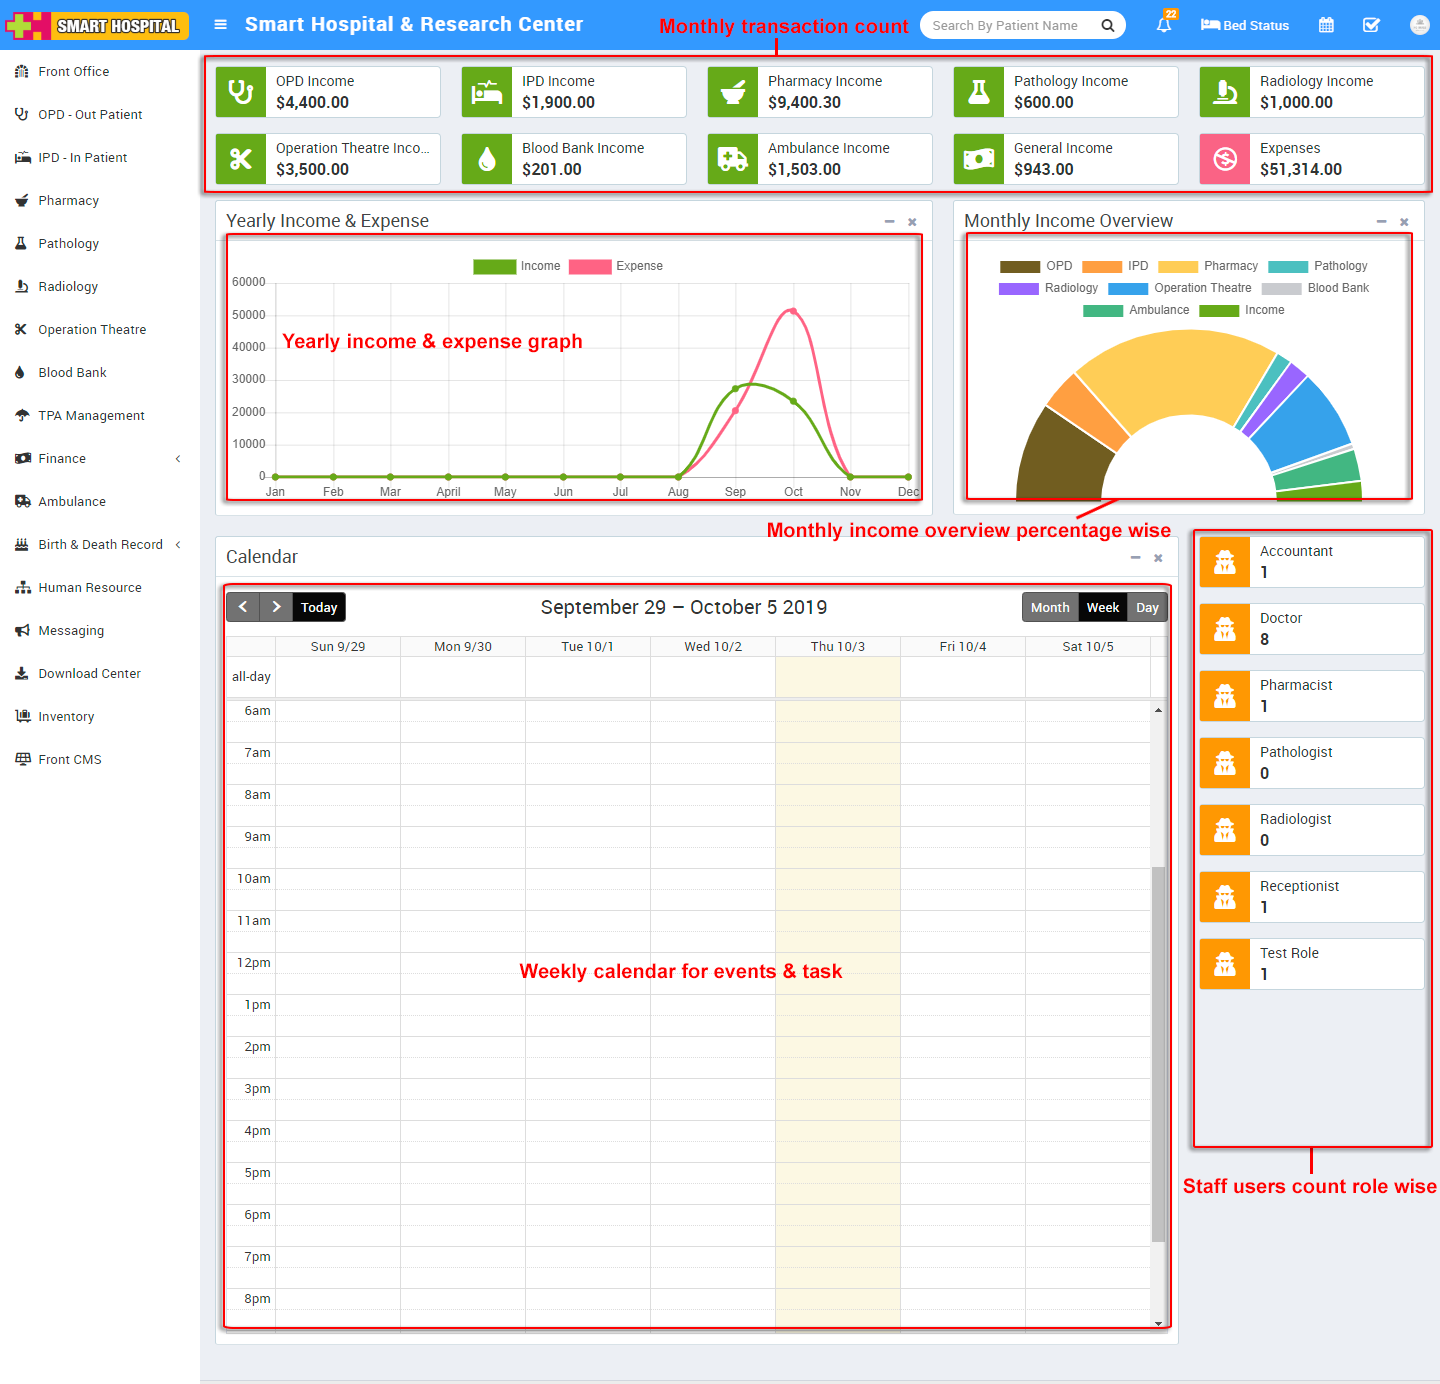 SMART HOSPITAL
Smart Hospital & Research Center
Monthly transaction count
Search By Patient Name
22
Bed Status
Front Office
OPD - Out Patient
IPD - In Patient
Pharmacy
Pathology
Radiology
Operation Theatre
Blood Bank
TPA Management
Finance
Ambulance
Birth & Death Record
Human Resource
Messaging
Download Center
Inventory
Front CMS
OPD Income
$4,400.00
IPD Income
$1,900.00
Pharmacy Income
$9,400.30
Pathology Income
$600.00
Radiology Income
$1,000.00
Operation Theatre Inco...
$3,500.00
Blood Bank Income
$201.00
Ambulance Income
$1,503.00
General Income
$943.00
Expenses
$51,314.00
Yearly Income & Expense
Income Expense
60000
50000
40000
30000
20000
10000
0
Jan Feb Mar April May Jun Jul Aug Sep Oct Nov Dec
Yearly income & expense graph
Monthly Income Overview
OPD IPD Pharmacy Pathology
Radiology Operation Theatre Blood Bank
Ambulance Income
Monthly income overview percentage wise
Calendar
Today
September 29 – October 5 2019
Month Week Day
Sun 9/29 Mon 9/30 Tue 10/1 Wed 10/2 Thu 10/3 Fri 10/4 Sat 10/5
all-day
6am
7am
8am
9am
10am
11am
12pm
1pm
2pm
3pm
4pm
5pm
6pm
7pm
8pm
Weekly calendar for events & task
Accountant
1
Doctor
8
Pharmacist
1
Pathologist
0
Radiologist
0
Receptionist
1
Test Role
1
Staff users count role wise